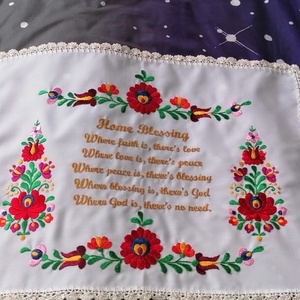 Home Blessing
Where faith is, there's love
Where love is, there's peace
Where peace is, there's blessing
Where blessing is, there's God
Where God is, there's no need.